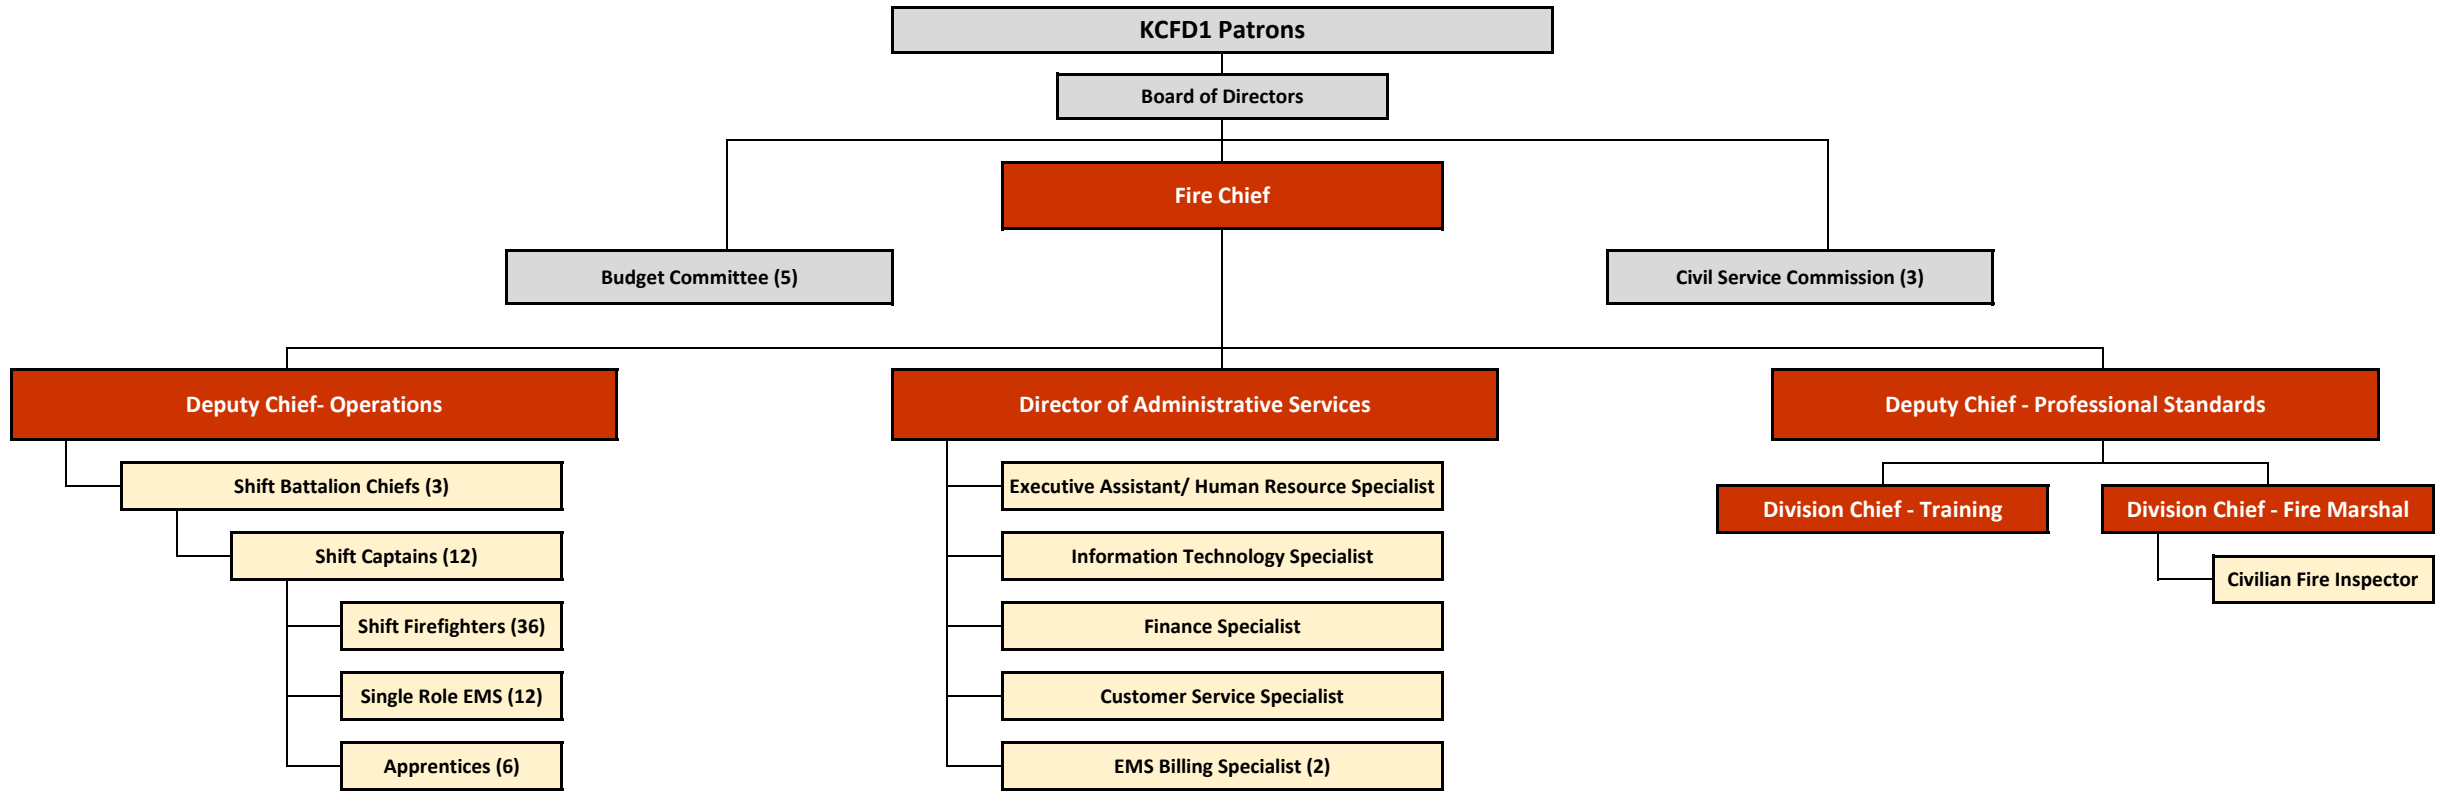 KCFD1 Patrons
Board of Directors
Fire Chief
Budget Committee (5)
Civil Service Commission (3)
Deputy Chief- Operations
Director of Administrative Services
Deputy Chief - Professional Standards
Shift Battalion Chiefs (3)
Shift Captains (12)
Shift Firefighters (36)
Single Role EMS (12)
Apprentices (6)
Executive Assistant/ Human Resource Specialist
Information Technology Specialist
Finance Specialist
Customer Service Specialist
EMS Billing Specialist (2)
Division Chief - Training
Division Chief - Fire Marshal
Civilian Fire Inspector